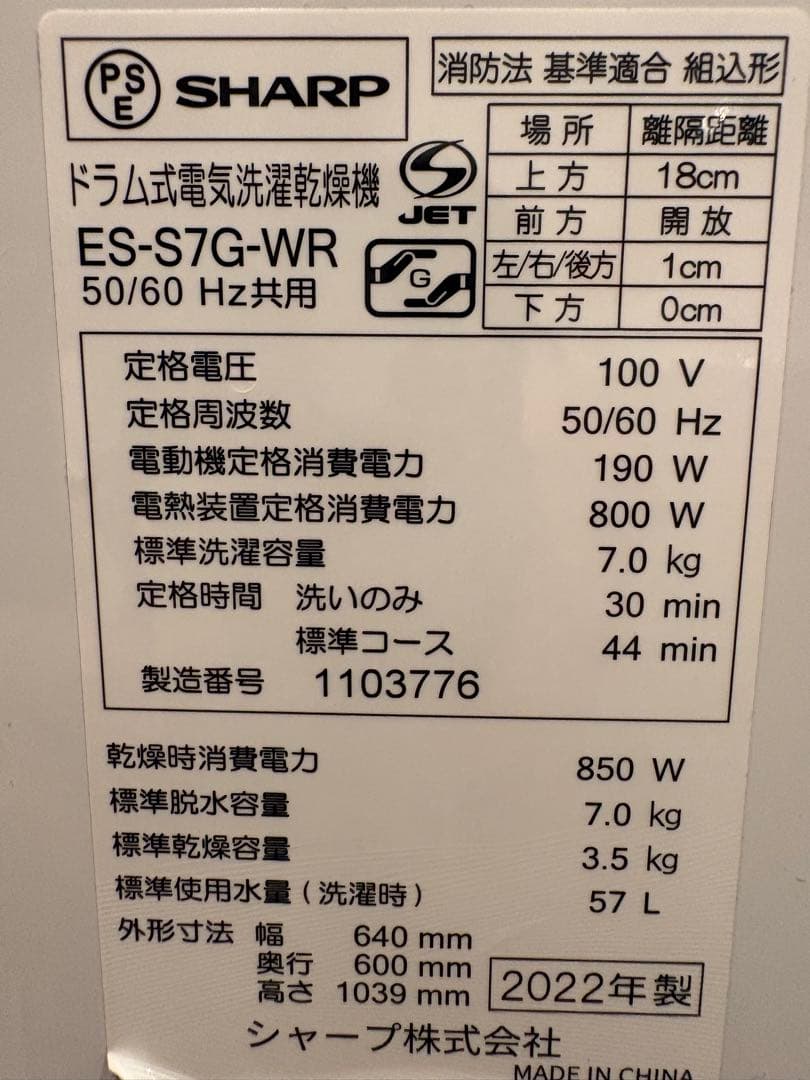 PS
E
SHARP
消防法 基準適合 組込形
場所 離隔距離
上方 18cm
前方 開放
左/右/後方 1cm
下方 0cm
ドラム式電気洗濯乾燥機
S
JET
ES-S7G-WR
G
50/60 Hz共用
定格電圧 100 V
定格周波数 50/60 Hz
電動機定格消費電力 190 W
電熱装置定格消費電力 800 W
標準洗濯容量 7.0 kg
定格時間 洗いのみ 30 min
標準コース 44 min
製造番号 1103776
乾燥時消費電力 850 W
標準脱水容量 7.0 kg
標準乾燥容量 3.5 kg
標準使用水量(洗濯時) 57 L
外形寸法 幅 640 mm
奥行 600 mm
高さ 1039 mm
2022年製
シャープ株式会社
MADE IN CHINA